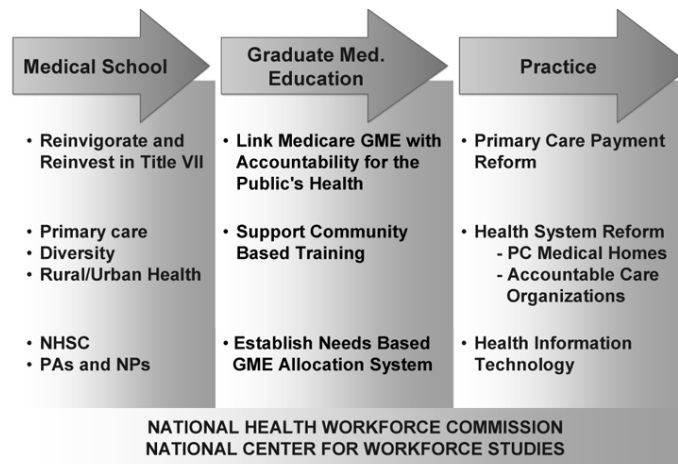 Medical School
• Reinvigorate and
Reinvest in Title VII
• Primary care
• Diversity
• Rural/Urban Health
• NHSC
• PAs and NPs
Graduate Med.
Education
• Link Medicare GME with
Accountability for the
Public's Health
• Support Community
Based Training
• Establish Needs Based
GME Allocation System
Practice
• Primary Care Payment
Reform
• Health System Reform
- PC Medical Homes
- Accountable Care
Organizations
• Health Information
Technology
NATIONAL HEALTH WORKFORCE COMMISSION
NATIONAL CENTER FOR WORKFORCE STUDIES